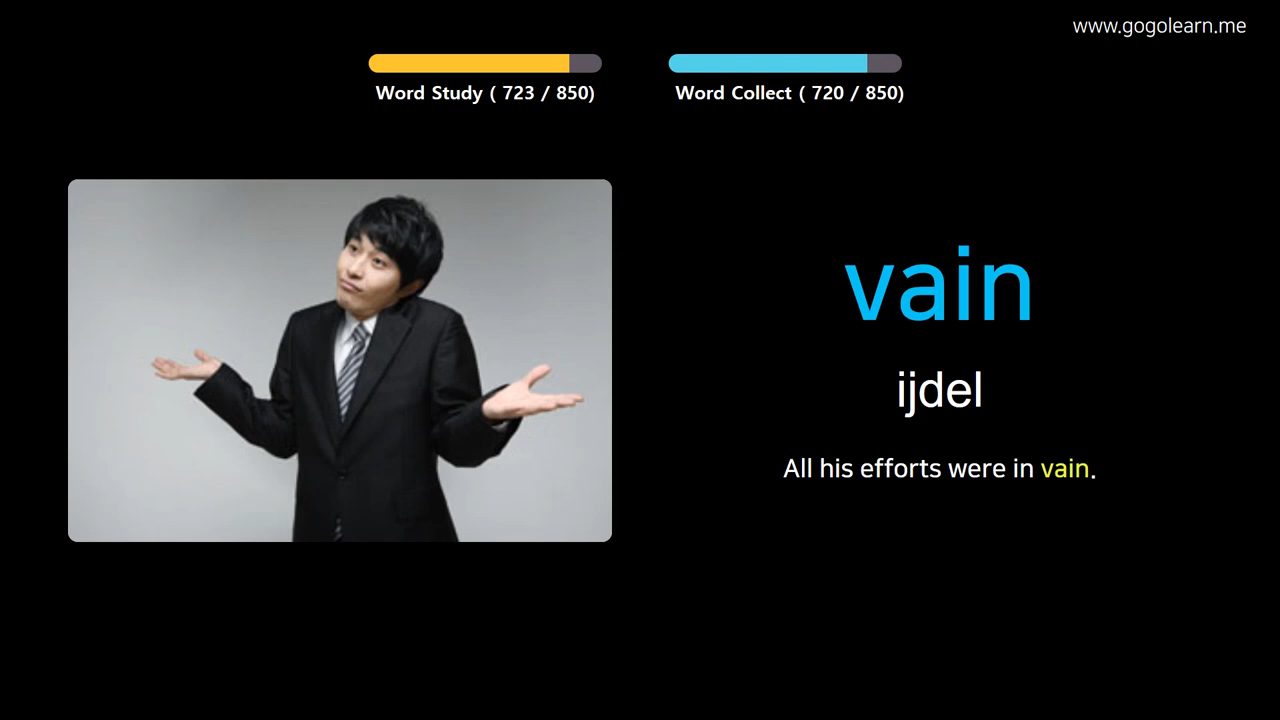 www.gogolearn.me
Word Study ( 723 / 850)
Word Collect ( 720 / 850)
vain
ijdel
All his efforts were in vain.